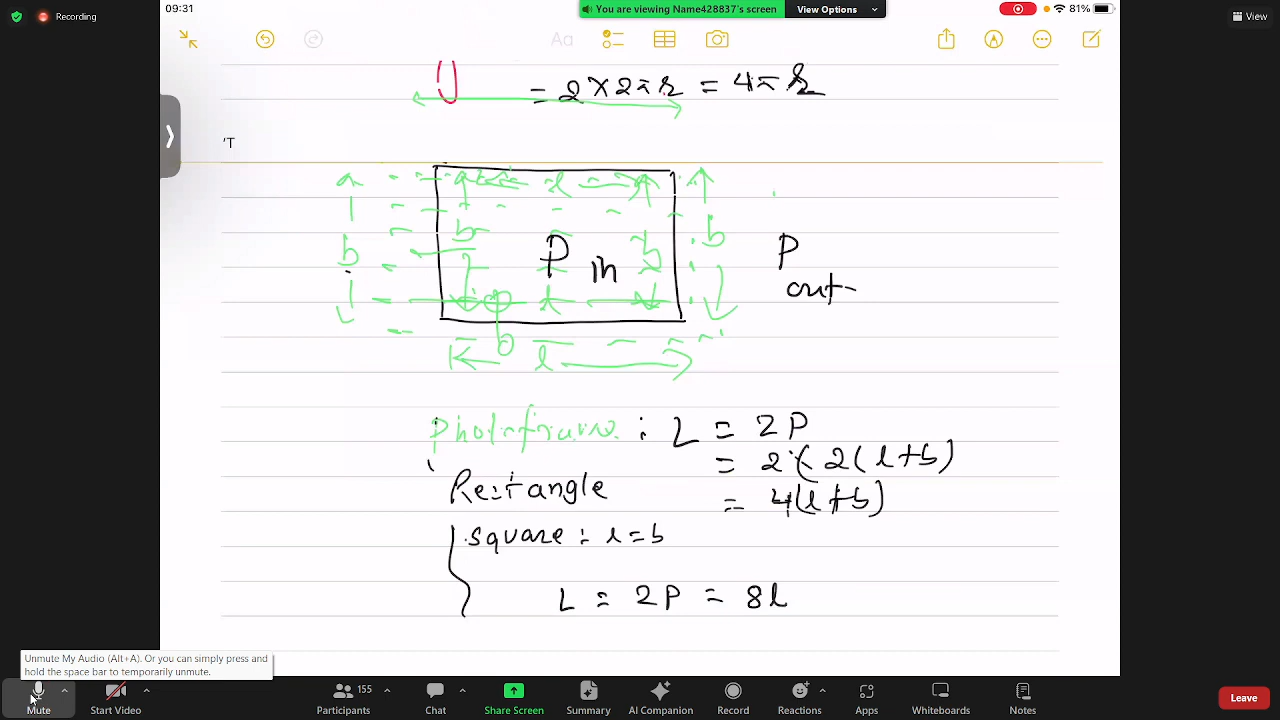 09:31
You are viewing Name428837's screen
View Options
81%
Recording
View
Aa
= 2 × 2πr = 4πr
'T
l
b
b
b
b
P in
P
out
l
l
: L = 2P
= 2 × 2(l+b)
= 4(l+b)
Rectangle
square : l = b
L = 2P = 8l
Unmute My Audio (Alt+A). Or you can simply press and
hold the space bar to temporarily unmute.
Mute
Start Video
Participants
155
Chat
Share Screen
Summary
AI Companion
Record
Reactions
Apps
Whiteboards
Notes
Leave